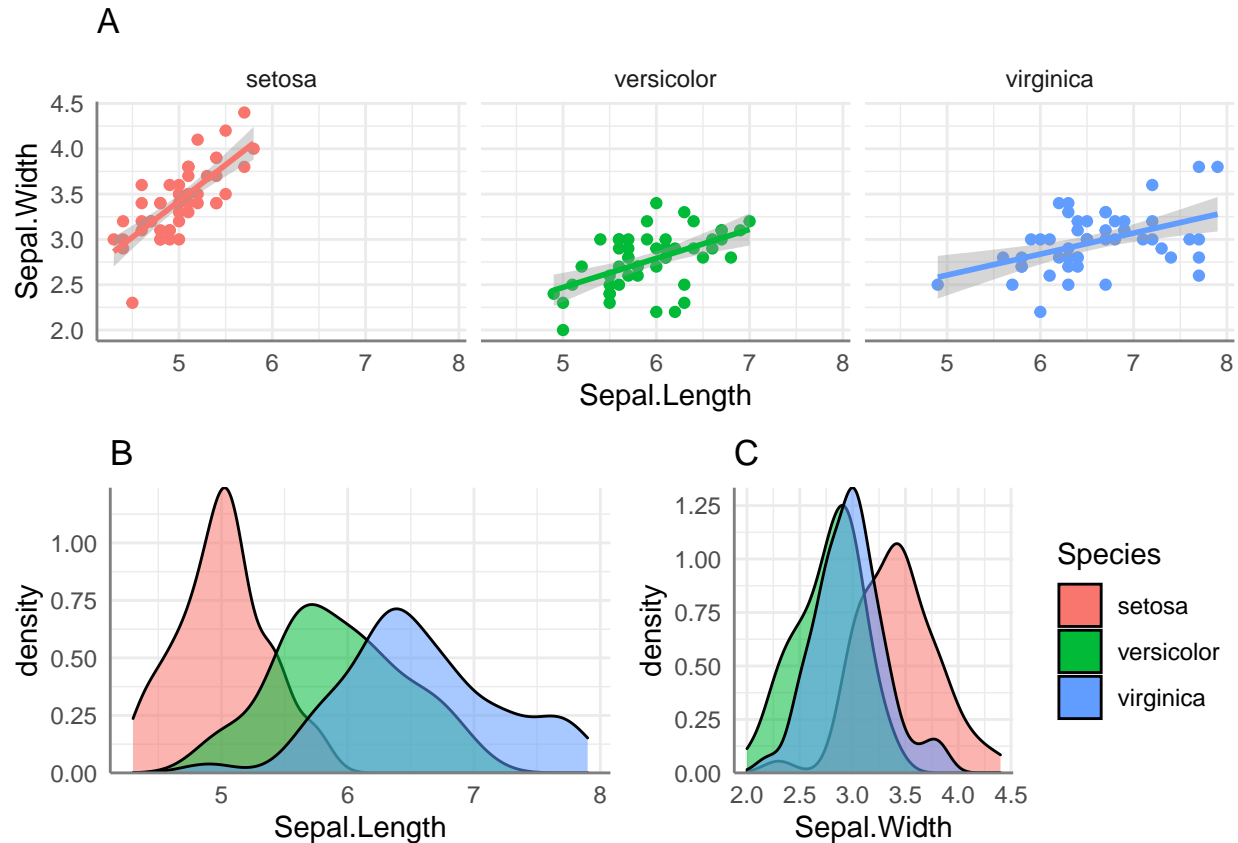 A
setosa
versicolor
virginica
Sepal.Width
4.5
4.0
3.5
3.0
2.5
2.0
5 6 7 8
5 6 7 8
5 6 7 8
Sepal.Length
B
density
1.00
0.75
0.50
0.25
0.00
5 6 7 8
Sepal.Length
C
density
1.25
1.00
0.75
0.50
0.25
0.00
2.0 2.5 3.0 3.5 4.0 4.5
Sepal.Width
Species
setosa
versicolor
virginica